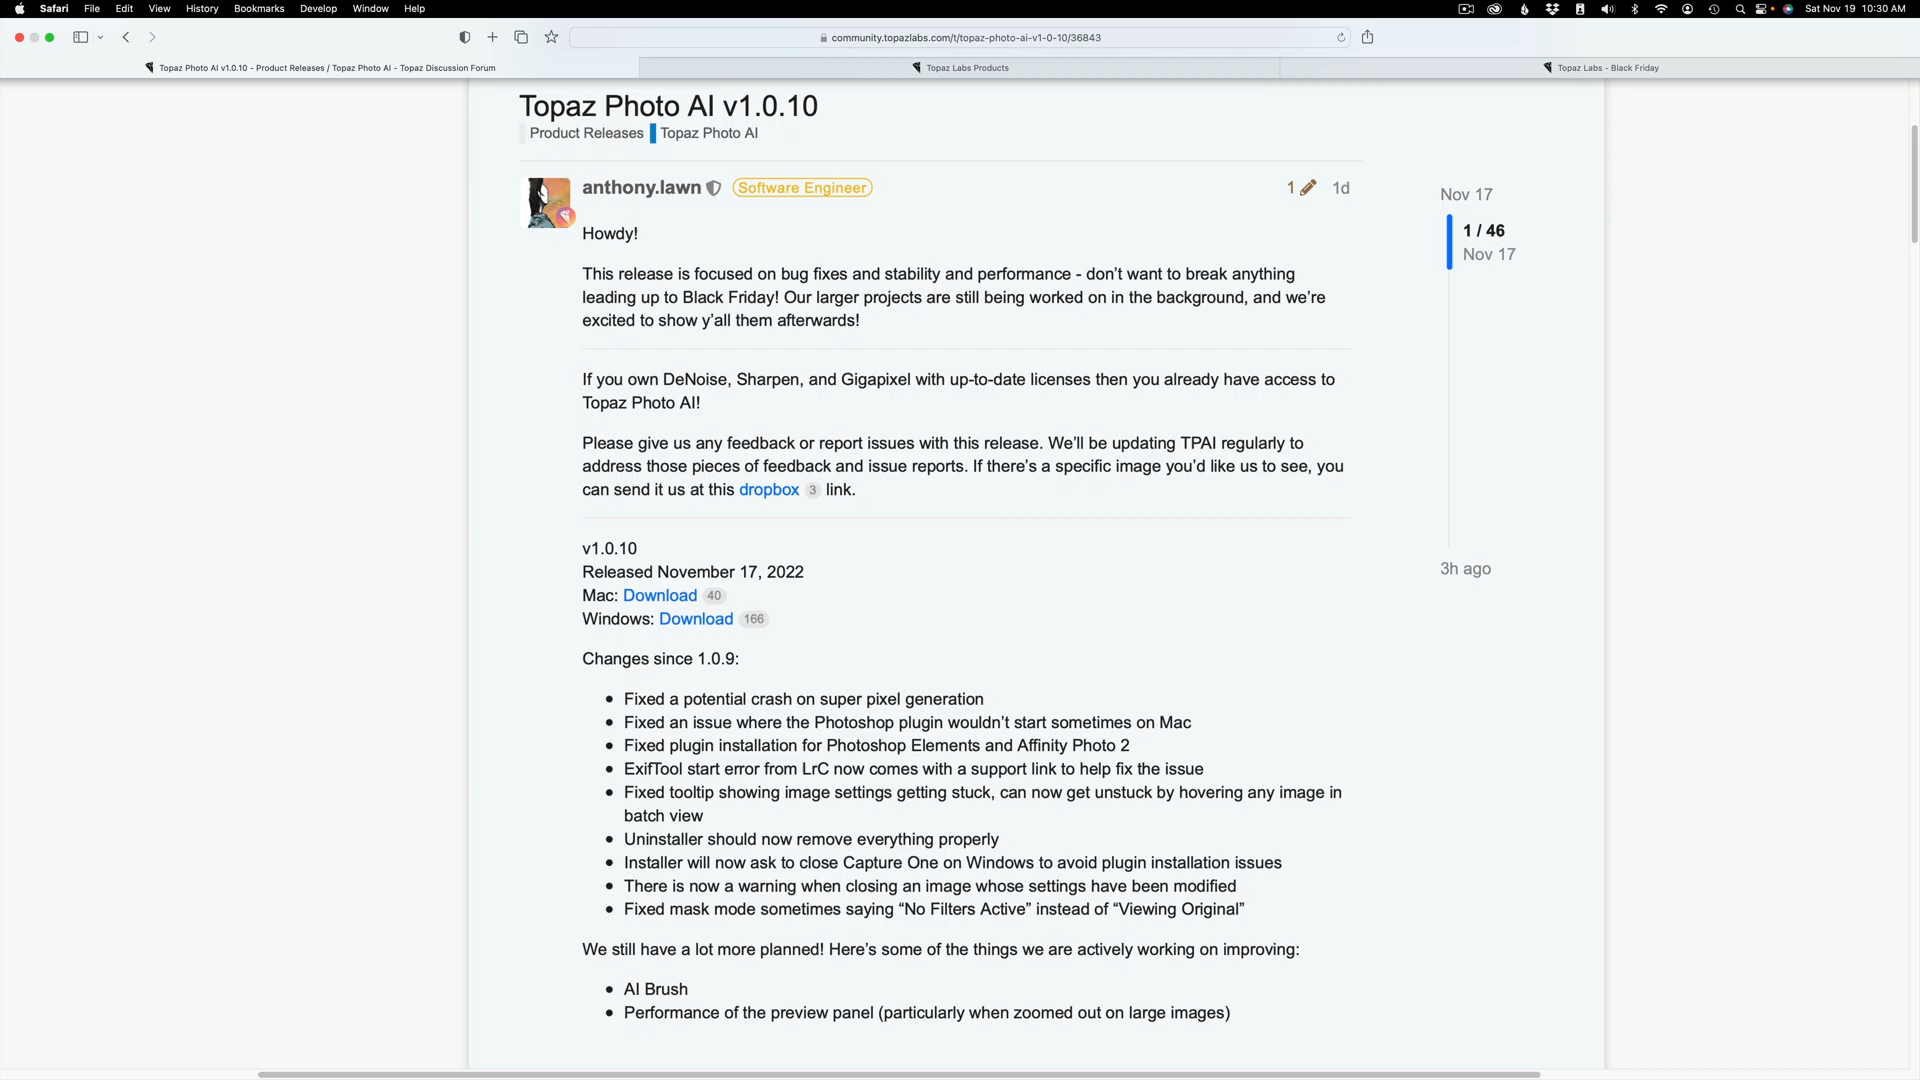 Safari File Edit View History Bookmarks Develop Window Help Sat Nov 19 10:30 AM
community.topazlabs.com/t/topaz-photo-ai-v1-0-10/36843
Topaz Photo AI v1.0.10 - Product Releases / Topaz Photo AI - Topaz Discussion Forum Topaz Labs Products Topaz Labs - Black Friday
Topaz Photo AI v1.0.10
Product Releases Topaz Photo AI
anthony.lawn Software Engineer 1 1d
Nov 17
1 / 46
Nov 17
Howdy!
This release is focused on bug fixes and stability and performance - don’t want to break anything
leading up to Black Friday! Our larger projects are still being worked on in the background, and we’re
excited to show y’all them afterwards!
If you own DeNoise, Sharpen, and Gigapixel with up-to-date licenses then you already have access to
Topaz Photo AI!
Please give us any feedback or report issues with this release. We’ll be updating TPAI regularly to
address those pieces of feedback and issue reports. If there’s a specific image you’d like us to see, you
can send it us at this dropbox 3 link.
v1.0.10
Released November 17, 2022
3h ago
Mac: Download 40
Windows: Download 166
Changes since 1.0.9:
• Fixed a potential crash on super pixel generation
• Fixed an issue where the Photoshop plugin wouldn’t start sometimes on Mac
• Fixed plugin installation for Photoshop Elements and Affinity Photo 2
• ExifTool start error from LrC now comes with a support link to help fix the issue
• Fixed tooltip showing image settings getting stuck, can now get unstuck by hovering any image in
batch view
• Uninstaller should now remove everything properly
• Installer will now ask to close Capture One on Windows to avoid plugin installation issues
• There is now a warning when closing an image whose settings have been modified
• Fixed mask mode sometimes saying “No Filters Active” instead of “Viewing Original”
We still have a lot more planned! Here’s some of the things we are actively working on improving:
• AI Brush
• Performance of the preview panel (particularly when zoomed out on large images)